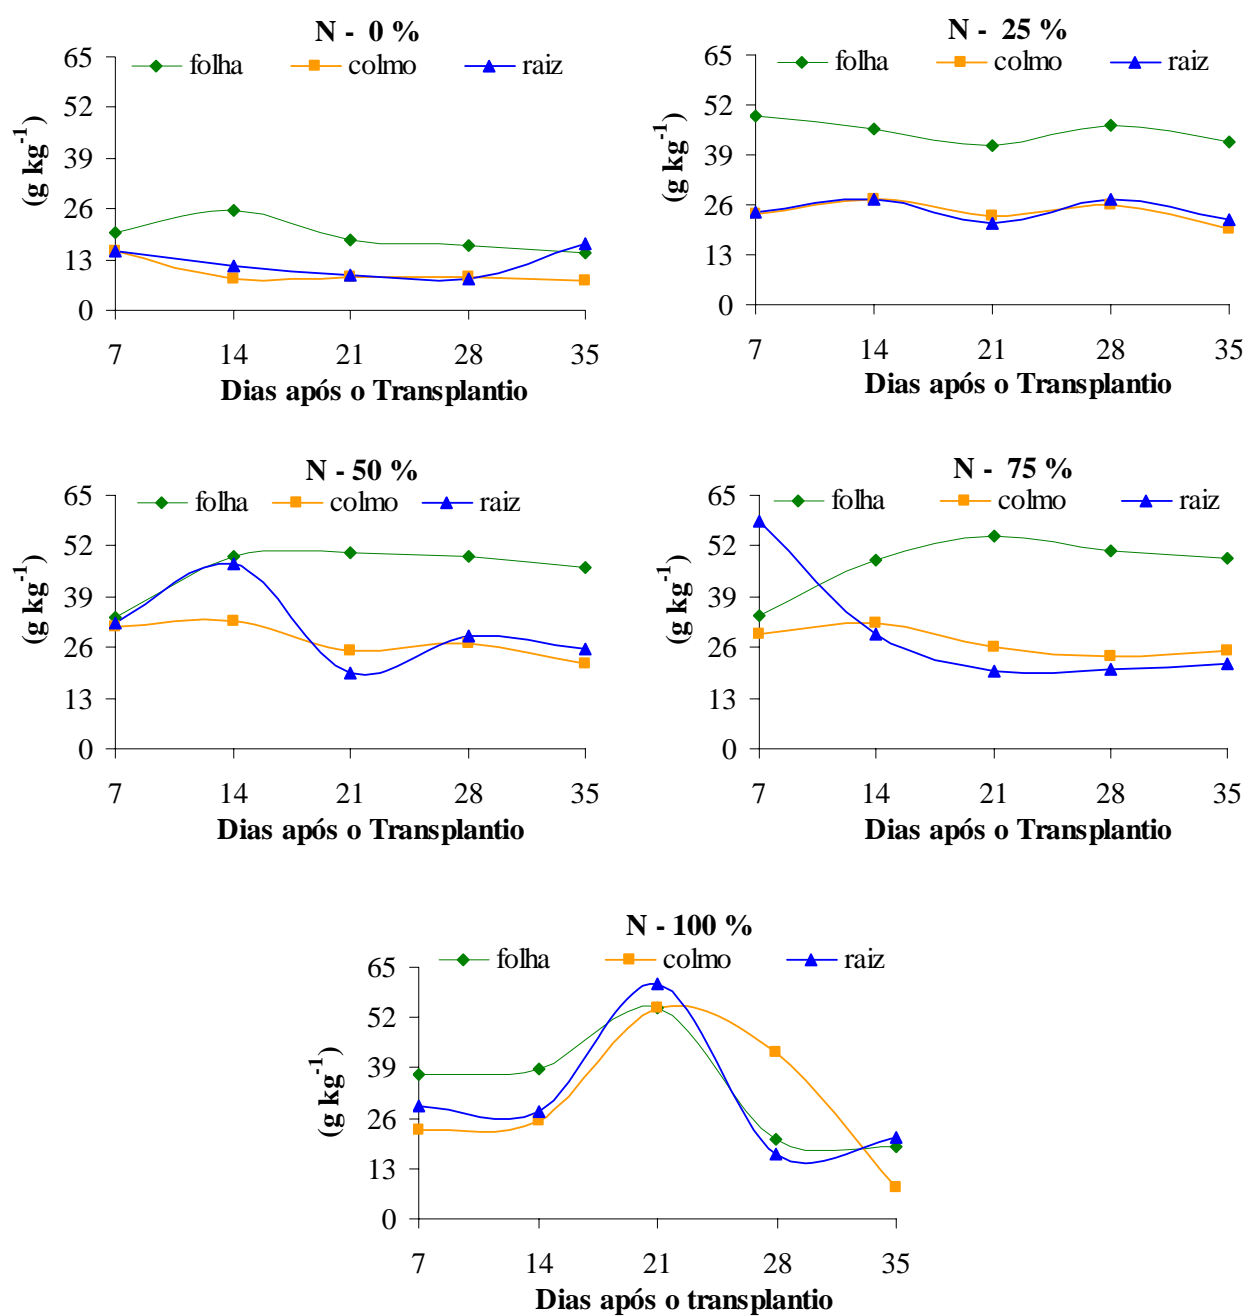 N - 0 %
folha colmo raiz
65
52
39
26
13
0
(g kg⁻¹)
7 14 21 28 35
Dias após o Transplantio
N - 25 %
folha colmo raiz
65
52
39
26
13
0
(g kg⁻¹)
7 14 21 28 35
Dias após o Transplantio
N - 50 %
folha colmo raiz
65
52
39
26
13
0
(g kg⁻¹)
7 14 21 28 35
Dias após o Transplantio
N - 75 %
folha colmo raiz
65
52
39
26
13
0
(g kg⁻¹)
7 14 21 28 35
Dias após o Transplantio
N - 100 %
folha colmo raiz
65
52
39
26
13
0
(g kg⁻¹)
7 14 21 28 35
Dias após o transplantio